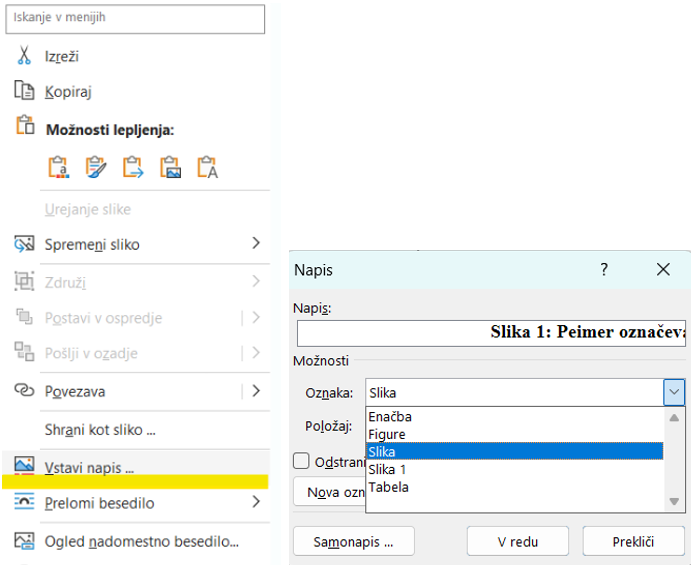 Iskanje v menijih
Izreži
Kopiraj
Možnosti lepljenja:
Urejanje slike
Spremeni sliko
Združi
Postavi v ospredje
Pošlji v ozadje
Povezava
Shrani kot sliko ...
Vstavi napis ...
Prelomi besedilo
Ogled nadomestno besedilo...
Napis
Napis:
Slika 1: Peimer označeva
Možnosti
Oznaka: Slika
Enačba
Položaj:
Figure
Slika
Odstrani
Slika 1
Nova ozn
Tabela
Samonapis ... V redu Prekliči